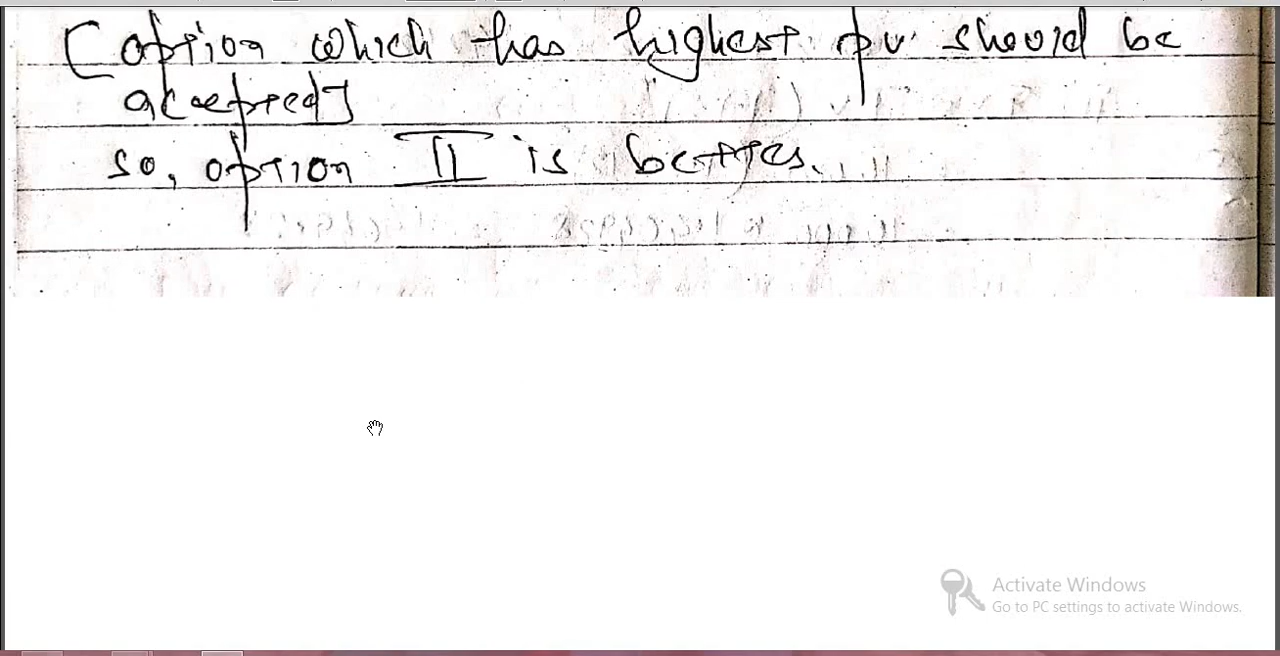 [option which has highest pv should be
accepted]
so, option II is better.
Activate Windows
Go to PC settings to activate Windows.